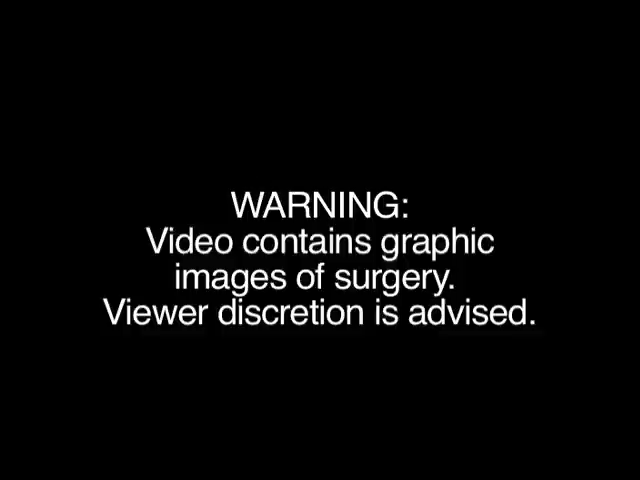 WARNING:
Video contains graphic
images of surgery.
Viewer discretion is advised.